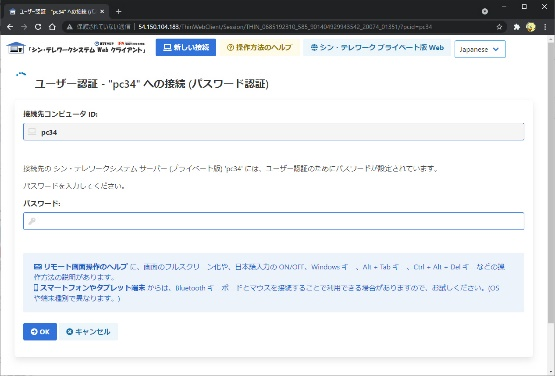 ユーザー認証 - "pc34" への接続 (パ
保護されていない通信 | 54.150.104.183/ThinWebClient/Session/THIN_0685192510_585_901404929943542_20074_01351/?pcid=pc34
「シン・テレワークシステム Web クライアント」
新しい接続
操作方法のヘルプ
シン・テレワーク プライベート版 Web
Japanese
ユーザー認証 - "pc34" への接続 (パスワード認証)
接続先コンピュータ ID:
pc34
接続先の シン・テレワークシステム サーバー (プライベート版) "pc34" には、ユーザー認証のためにパスワードが設定されています。
パスワードを入力してください。
パスワード:
リモート画面操作のヘルプ に、画面のフルスクリーン化や、日本語入力の ON/OFF、Windows キー、Alt + Tab キー、Ctrl + Alt + Del キーなどの操
作方法の説明があります。
スマートフォンやタブレット端末 からは、Bluetooth キーボードとマウスを接続することで利用できる場合がありますので、お試しください。(OS
や端末種別で異なります。)
OK
キャンセル